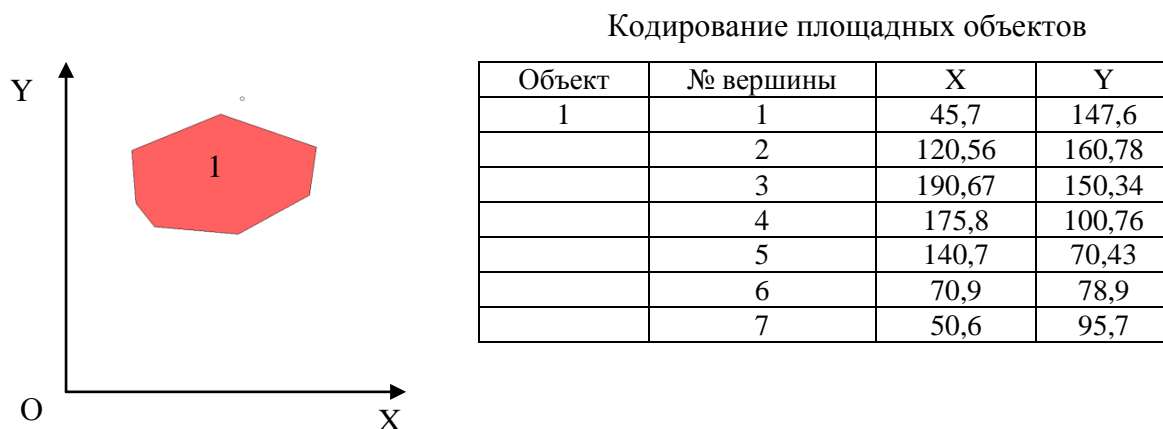 Кодирование площадных объектов
Y
1
O
X
Объект № вершины X Y
1 1 45,7 147,6
2 120,56 160,78
3 190,67 150,34
4 175,8 100,76
5 140,7 70,43
6 70,9 78,9
7 50,6 95,7